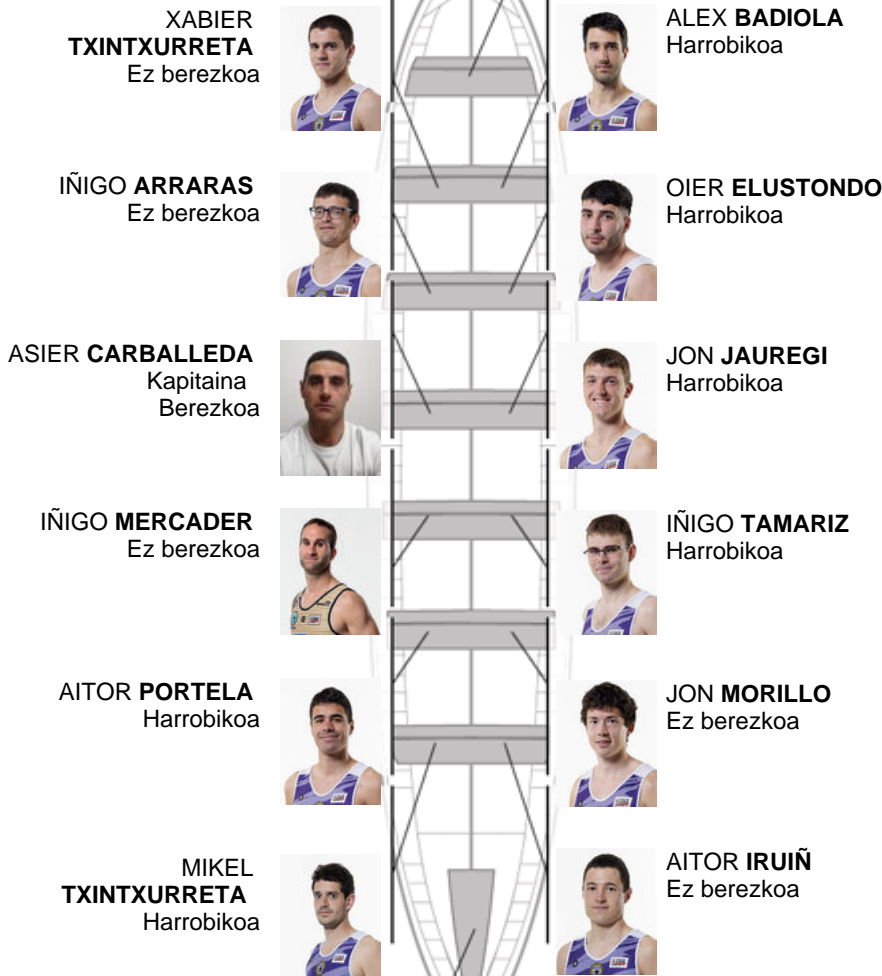 XABIER
TXINTXURRETA
Ez berezkoa
ALEX BADIOLA
Harrobikoa
IÑIGO ARRARAS
Ez berezkoa
OIER ELUSTONDO
Harrobikoa
ASIER CARBALLEDA
Kapitaina
Berezkoa
JON JAUREGI
Harrobikoa
IÑIGO MERCADER
Ez berezkoa
IÑIGO TAMARIZ
Harrobikoa
AITOR PORTELA
Harrobikoa
JON MORILLO
Ez berezkoa
MIKEL
TXINTXURRETA
Harrobikoa
AITOR IRUIÑ
Ez berezkoa